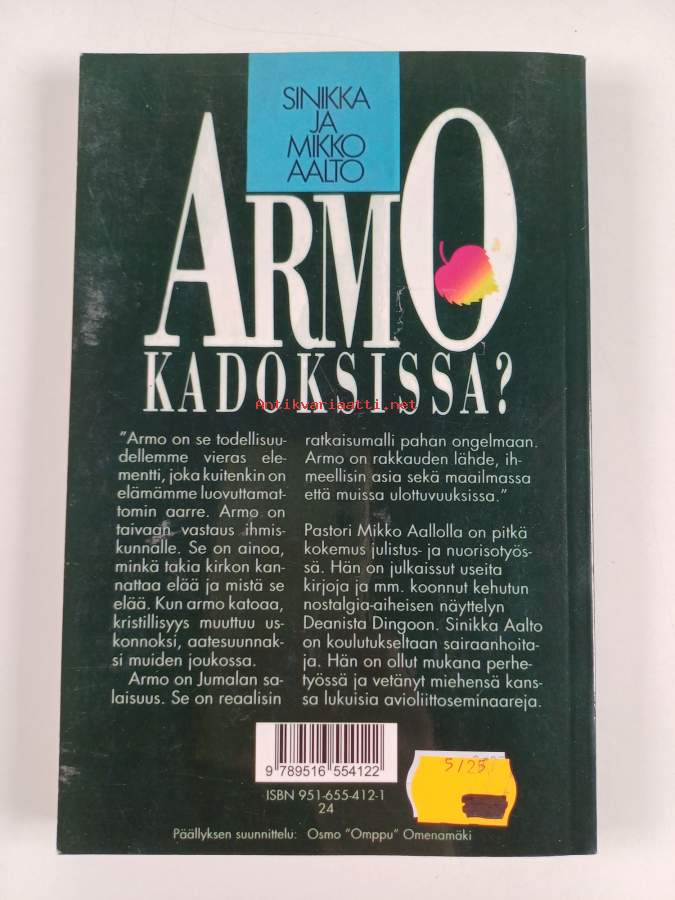 SINIKKA
JA
MIKKO
AALTO
ARMO
KADOKSISSA?
Antikvariaatti.net
"Armo on se todellisuu-
dellemme vieras ele-
mentti, joka kuitenkin on
elämämme luovuttamat-
tomin aarre. Armo on
taivaan vastaus ihmis-
kunnalle. Se on ainoa,
minkä takia kirkon kan-
nattaa elää ja mistä se
elää. Kun armo katoaa,
kristillisyys muuttuu us-
konnoksi, aatesuunnak-
si muiden joukossa.
Armo on Jumalan sa-
laisuus. Se on reaalisin
ratkaisumalli pahan ongelmaan.
Armo on rakkauden lähde, ih-
meellisin asia sekä maailmassa
että muissa ulottuvuuksissa."
Pastori Mikko Aallolla on pitkä
kokemus julistus- ja nuorisotyös-
sä. Hän on julkaissut useita
kirjoja ja mm. koonnut kehutun
nostalgia-aiheisen näyttelyn
Deanista Dingoon. Sinikka Aalto
on koulutukseltaan sairaanhoita-
ja. Hän on ollut mukana perhe-
työssä ja vetänyt miehensä kans-
sa lukuisia avioliittoseminaareja.
9 789516 554122
ISBN 951-655-412-1
24
5/25
Päällyksen suunnittelu: Osmo "Omppu" Omenamäki